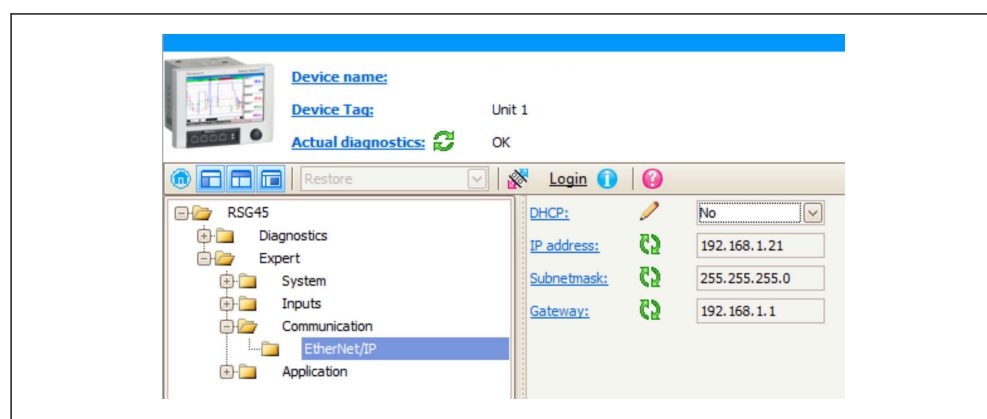 Device name:
Device Tag: Unit 1
Actual diagnostics: OK
Restore Login
RSG45
Diagnostics
Expert
System
Inputs
Communication
EtherNet/IP
Application
DHCP: No
IP address: 192.168.1.21
Subnetmask: 255.255.255.0
Gateway: 192.168.1.1